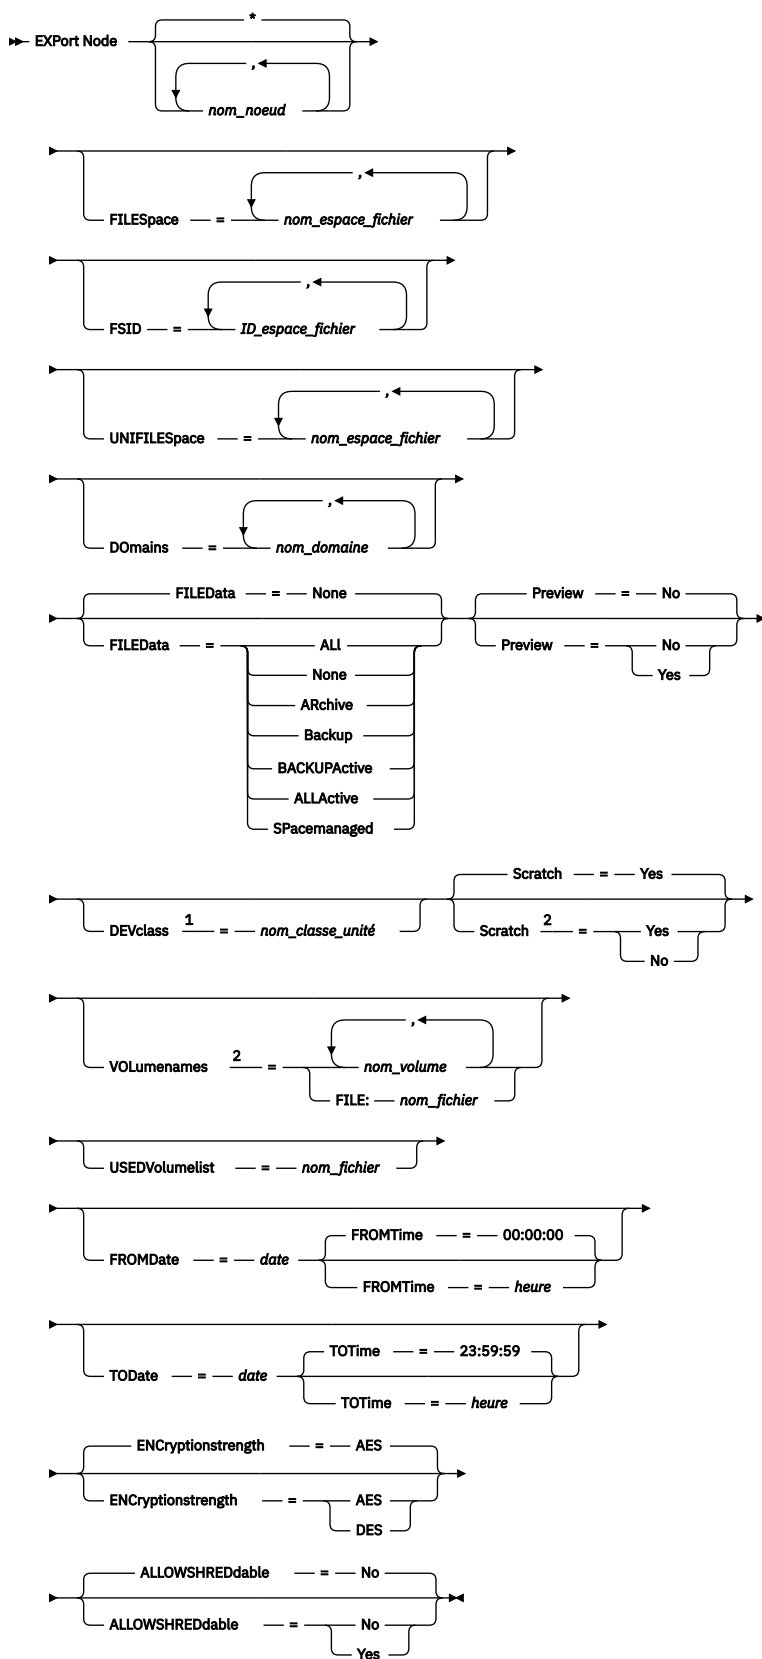 *
EXPort Node
,
nom_noeud
,
FILESpace = nom_espace_fichier
,
FSID = ID_espace_fichier
,
UNIFILESpace = nom_espace_fichier
,
DOmains = nom_domaine
FILEData = None Preview = No
FILEData = ALl Preview = No
None Yes
ARchive
Backup
BACKUPActive
ALLActive
SPacemanaged
Scratch = Yes
DEVclass 1 = nom_classe_unité Scratch 2 = Yes
No
,
VOLumenames 2 = nom_volume
FILE: nom_fichier
USEDVolumelist = nom_fichier
FROMTime = 00:00:00
FROMDate = date
FROMTime = heure
TOTime = 23:59:59
TODate = date
TOTime = heure
ENCryptionstrength = AES
ENCryptionstrength = AES
DES
ALLOWSHREDdable = No
ALLOWSHREDdable = No
Yes